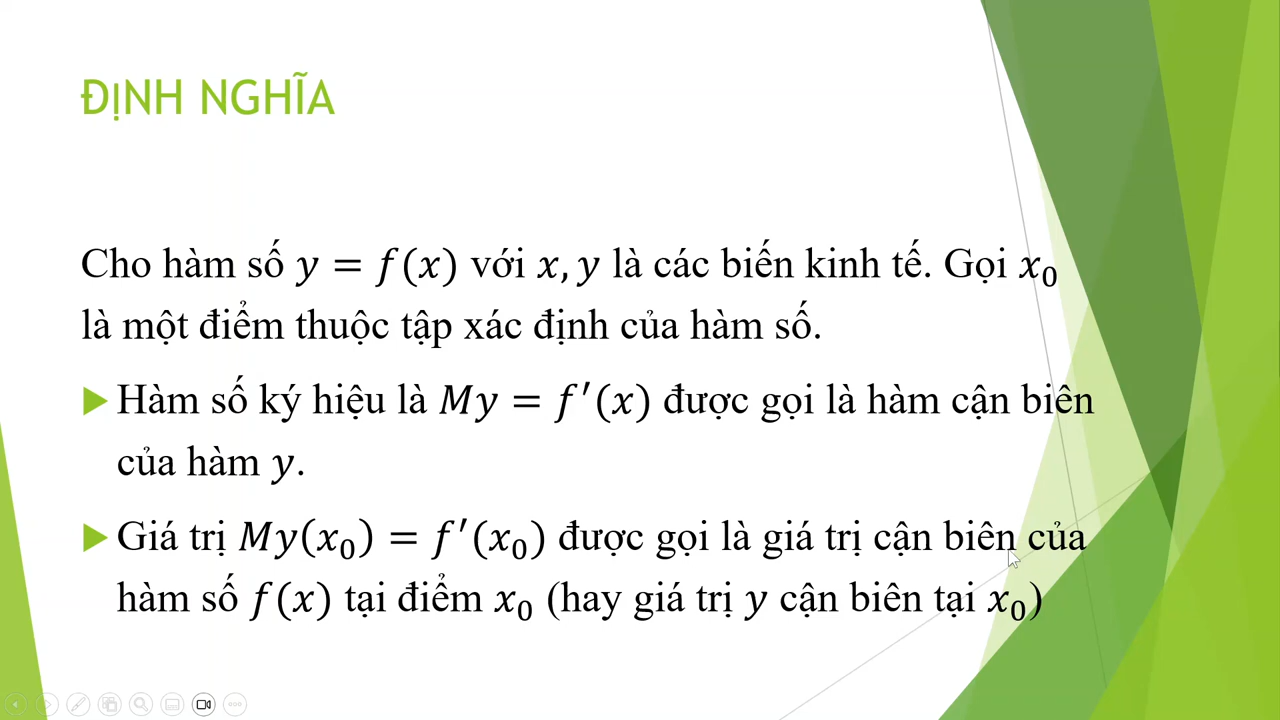 ĐỊNH NGHĨA
Cho hàm số y = f(x) với x, y là các biến kinh tế. Gọi x₀
là một điểm thuộc tập xác định của hàm số.
Hàm số ký hiệu là My = f′(x) được gọi là hàm cận biên
của hàm y.
Giá trị My(x₀) = f′(x₀) được gọi là giá trị cận biên của
hàm số f(x) tại điểm x₀ (hay giá trị y cận biên tại x₀)